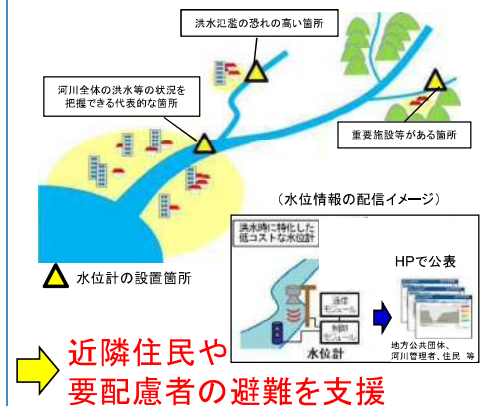 洪水氾濫の恐れの高い箇所
河川全体の洪水等の状況を
把握できる代表的な箇所
重要施設等がある箇所
（水位情報の配信イメージ）
洪水時に特化した
低コストな水位計
HPで公表
通信
モジュール
制御
モジュール
水位計
地方公共団体、
河川管理者、住民 等
水位計の設置箇所
近隣住民や
要配慮者の避難を支援